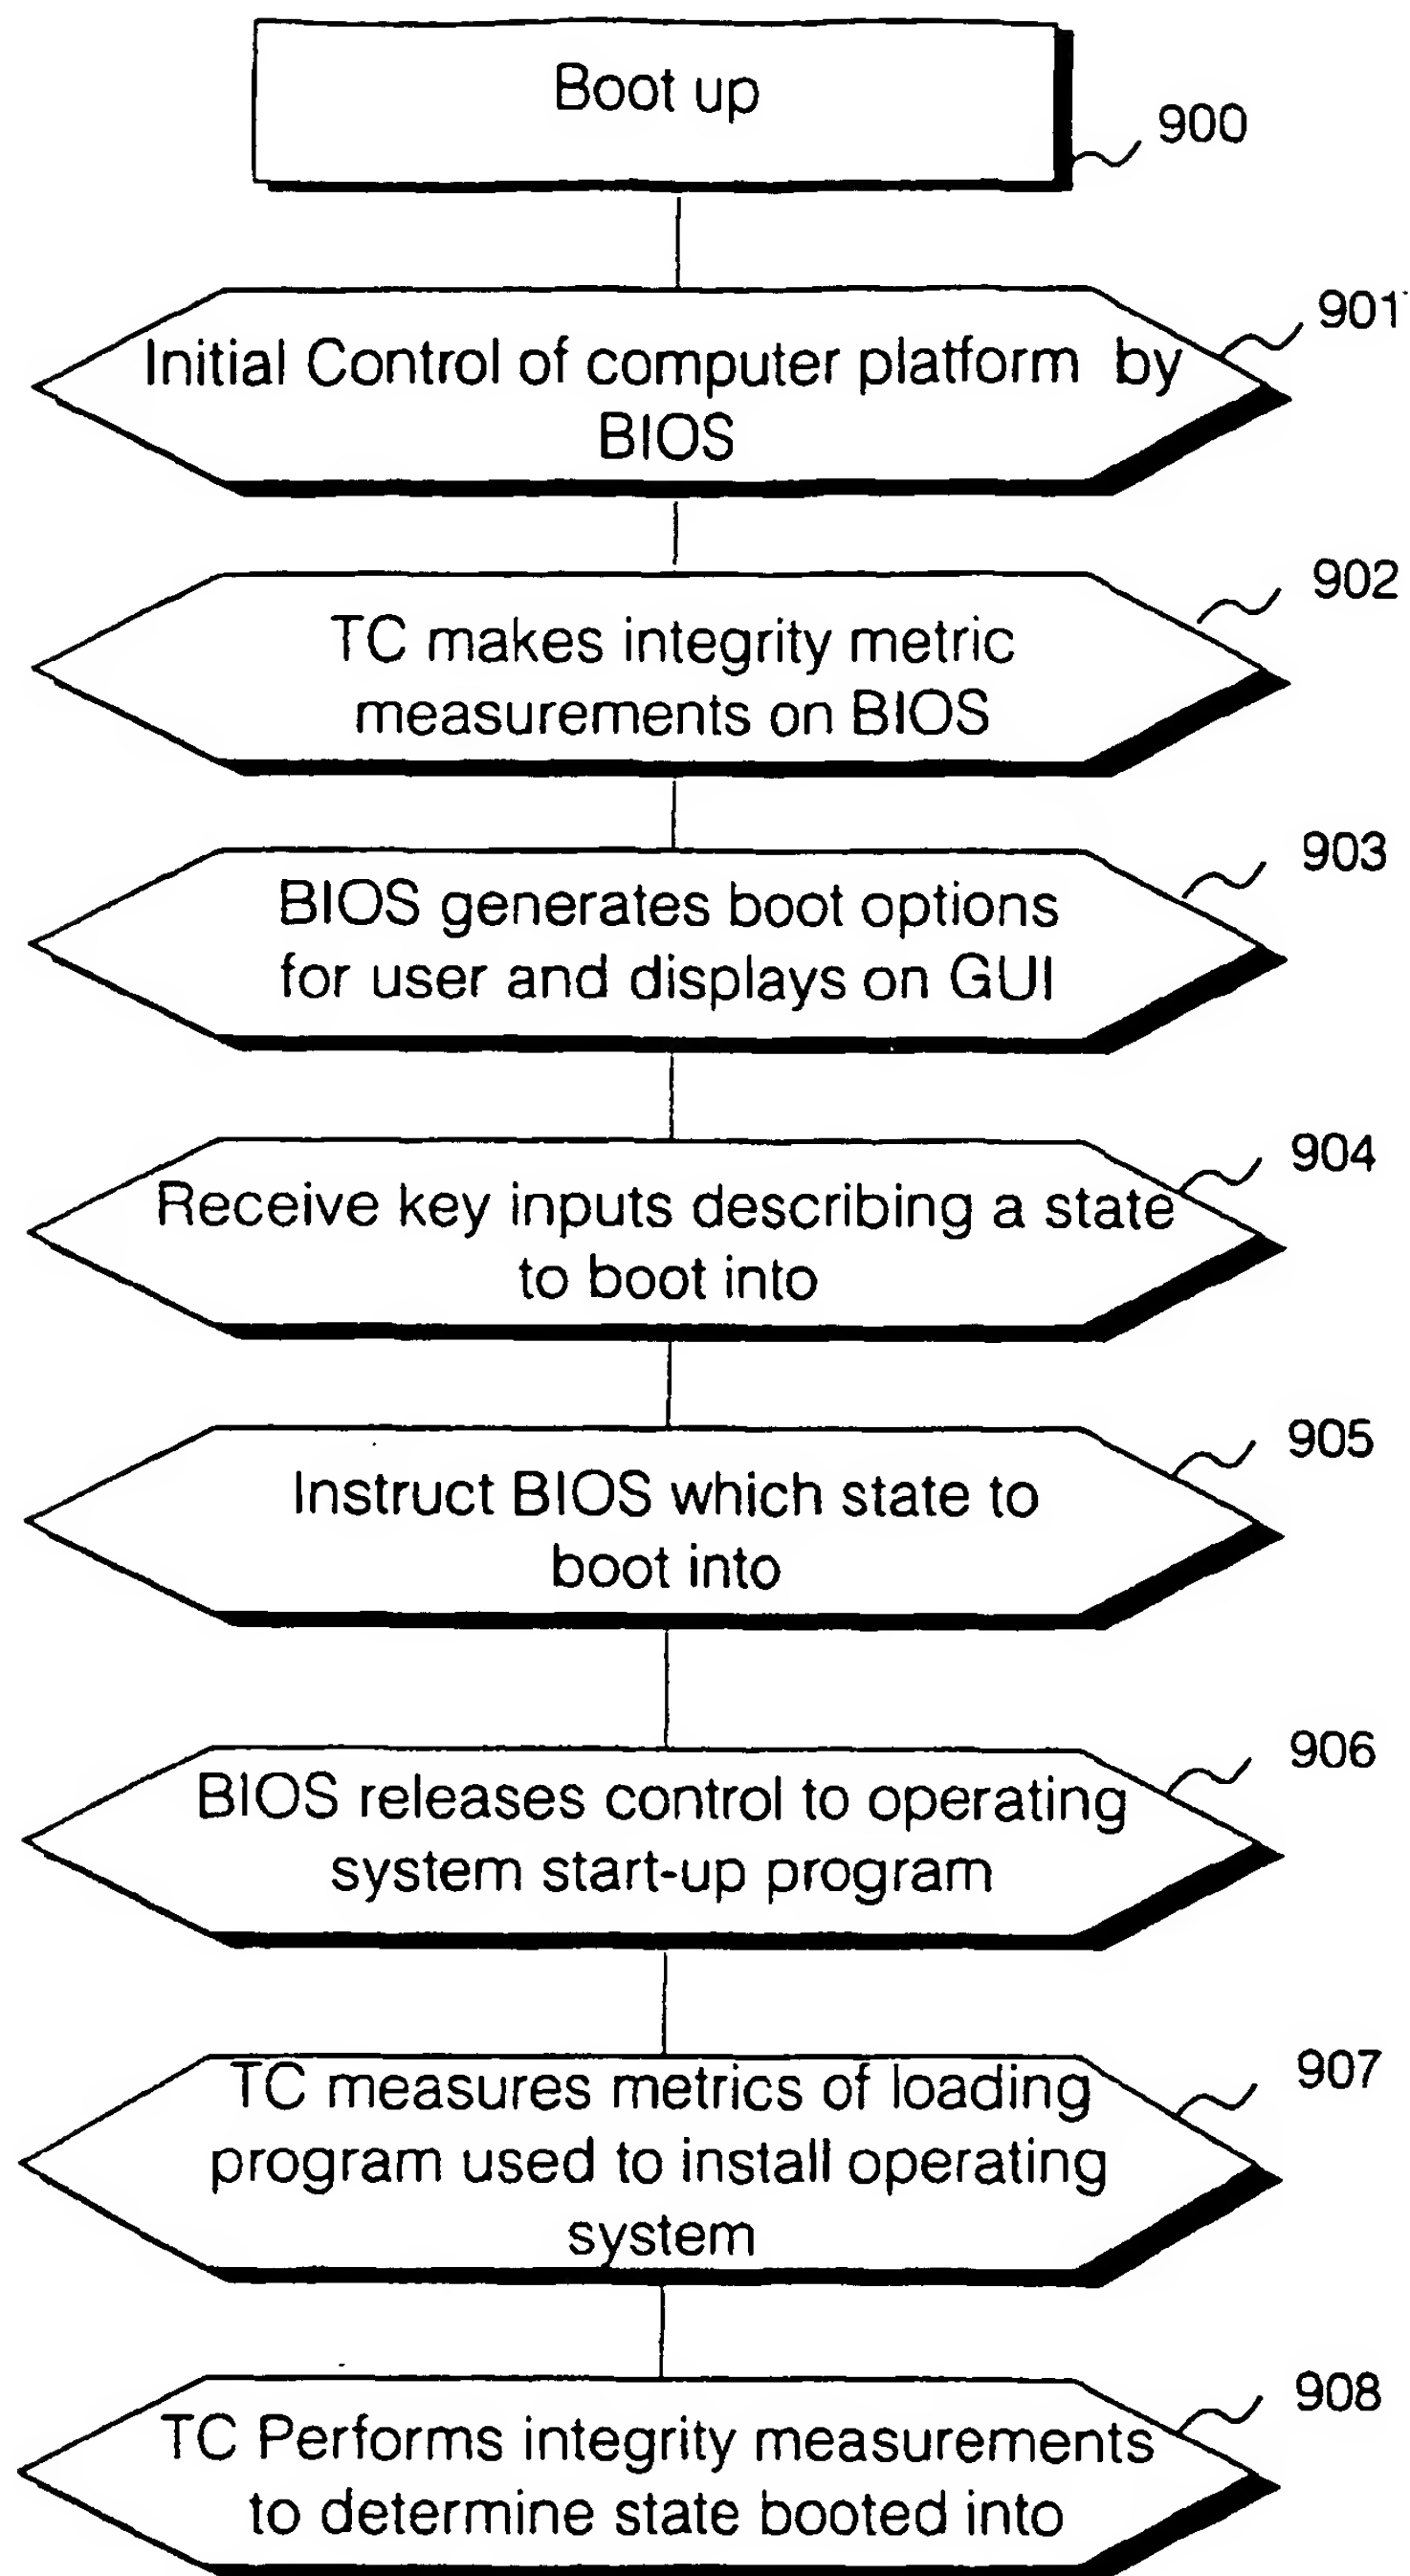 Boot up
900
901
Initial Control of computer platform by
BIOS
902
TC makes integrity metric
measurements on BIOS
903
BIOS generates boot options
for user and displays on GUI
904
Receive key inputs describing a state
to boot into
905
Instruct BIOS which state to
boot into
906
BIOS releases control to operating
system start-up program
907
TC measures metrics of loading
program used to install operating
system
908
TC Performs integrity measurements
to determine state booted into